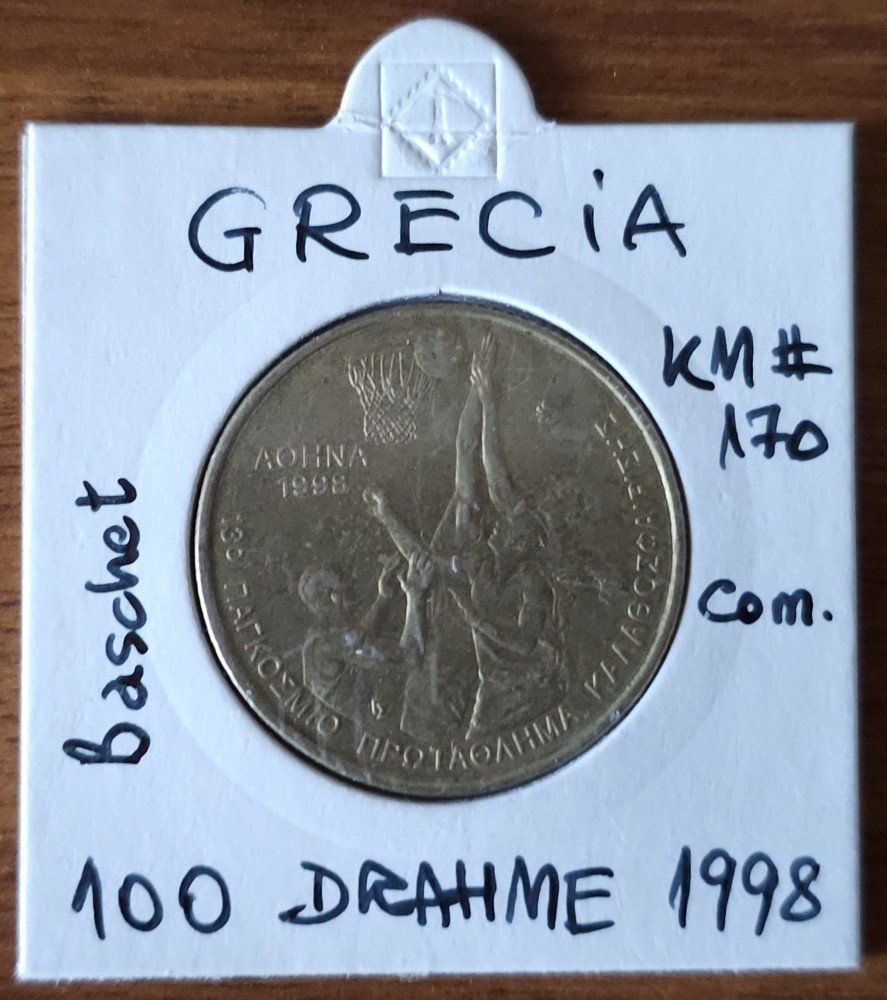 GRECiA
KM#
170
Baschet
Com.
ΑΘΗΝΑ
1998
13ο ΠΑΓΚΟΣΜΙΟ ΠΡΩΤΑΘΛΗΜΑ ΚΑΛΑΘΟΣΦΑΙΡΙΣΗΣ
100 DRAHME 1998